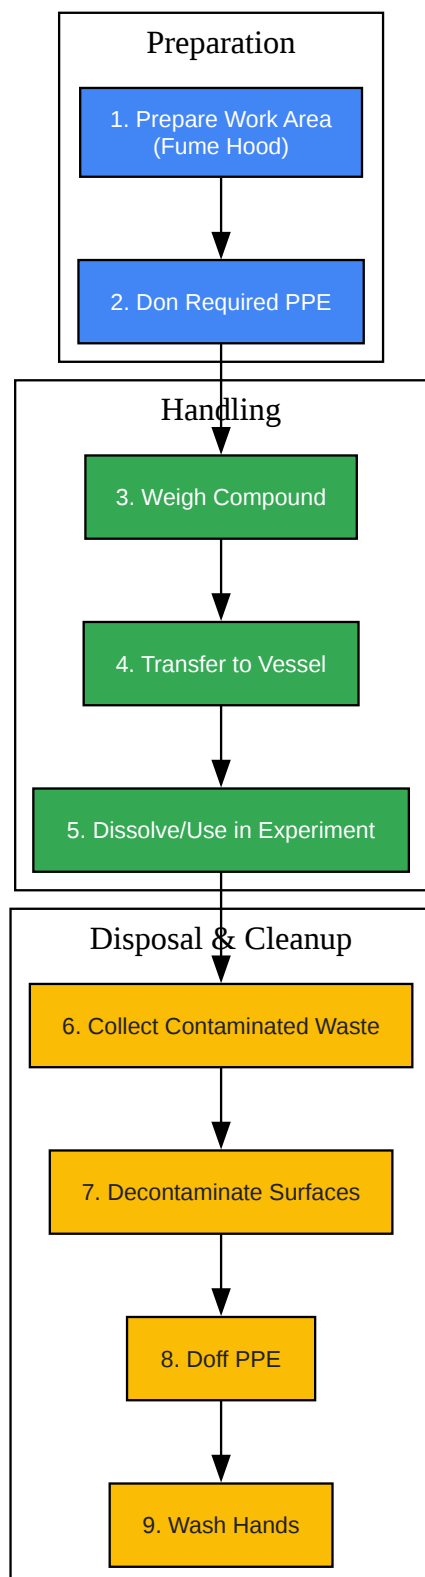 Preparation
1. Prepare Work Area
(Fume Hood)
2. Don Required PPE
Handling
3. Weigh Compound
4. Transfer to Vessel
5. Dissolve/Use in Experiment
Disposal & Cleanup
6. Collect Contaminated Waste
7. Decontaminate Surfaces
8. Doff PPE
9. Wash Hands